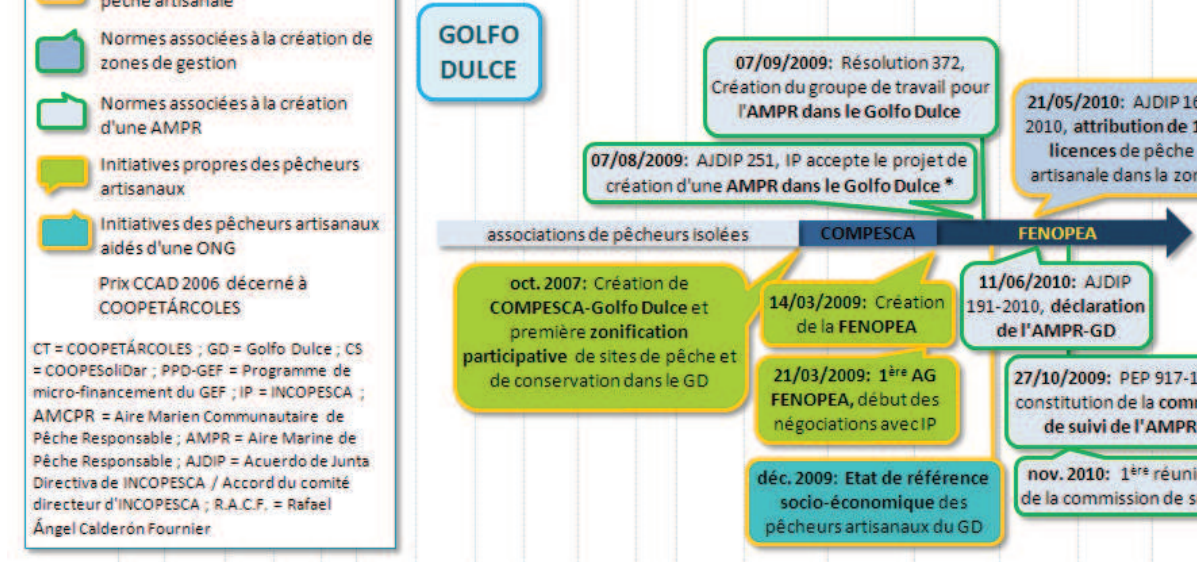 pêche artisanale
Normes associées à la création de
zones de gestion
Normes associées à la création
d'une AMPR
Initiatives propres des pêcheurs
artisanaux
Initiatives des pêcheurs artisanaux
aidés d'une ONG
Prix CCAD 2006 décerné à
COOPETÁRCOLES
CT = COOPETÁRCOLES ; GD = Golfo Dulce ; CS
= COOPESoliDar ; PPD-GEF = Programme de
micro-financement du GEF ; IP = INCOPESCA ;
AMCPR = Aire Marien Communautaire de
Pêche Responsable ; AMPR = Aire Marine de
Pêche Responsable ; AJDIP = Acuerdo de Junta
Directiva de INCOPESCA / Accord du comité
directeur d'INCOPESCA ; R.A.C.F. = Rafael
Ángel Calderón Fournier
GOLFO
DULCE
07/09/2009: Résolution 372,
Création du groupe de travail pour
l'AMPR dans le Golfo Dulce
21/05/2010: AJDIP 16
2010, attribution de 1
licences de pêche
artisanale dans la zon
07/08/2009: AJDIP 251, IP accepte le projet de
création d'une AMPR dans le Golfo Dulce *
associations de pêcheurs isolées
COMPESCA
FENOPEA
oct. 2007: Création de
COMPESCA-Golfo Dulce et
première zonification
participative de sites de pêche et
de conservation dans le GD
14/03/2009: Création
de la FENOPEA
21/03/2009: 1ère AG
FENOPEA, début des
négociations avec IP
déc. 2009: Etat de référence
socio-économique des
pêcheurs artisanaux du GD
11/06/2010: AJDIP
191-2010, déclaration
de l'AMPR-GD
27/10/2009: PEP 917-1
constitution de la com
de suivi de l'AMPR
nov. 2010: 1ère réuni
de la commission de s